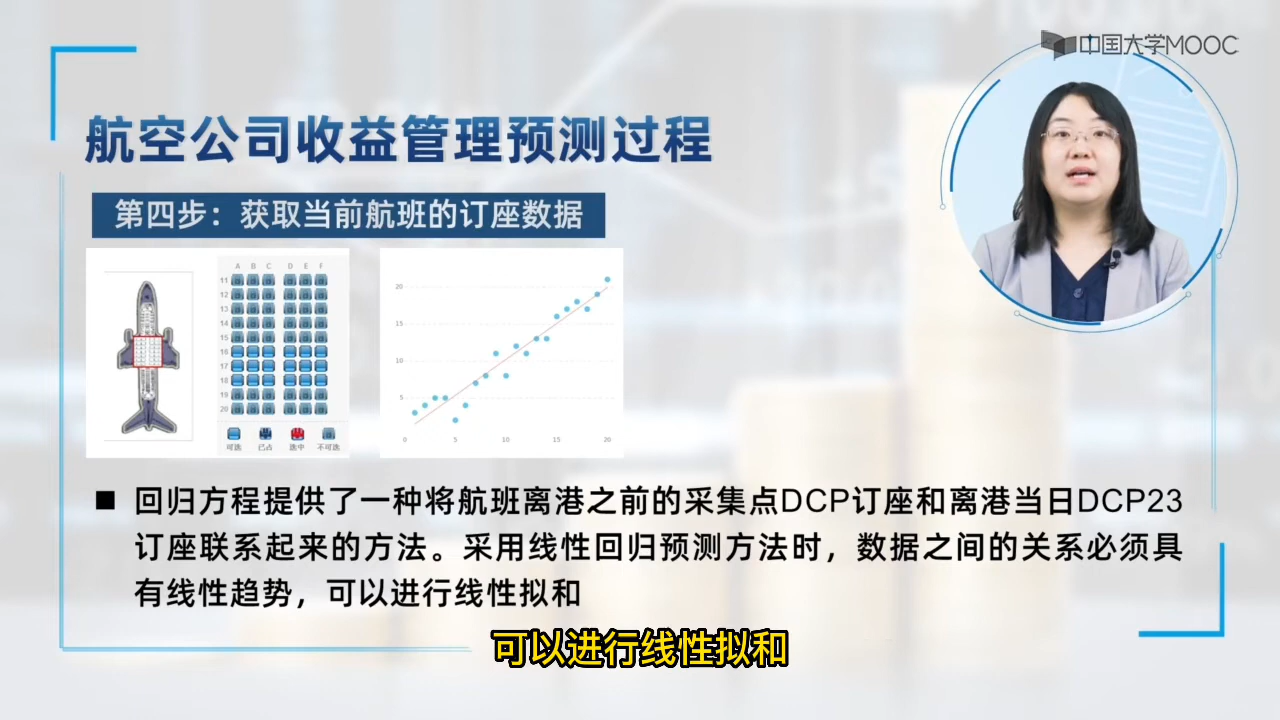 中国大学MOOC
航空公司收益管理预测过程
第四步：获取当前航班的订座数据
A B C D E F
11
12
13
14
15
16
17
18
19
20
可选 已占 选中 不可选
20
15
10
5
0 5 10 15 20
■ 回归方程提供了一种将航班离港之前的采集点DCP订座和离港当日DCP23
订座联系起来的方法。采用线性回归预测方法时，数据之间的关系必须具
有线性趋势，可以进行线性拟和
可以进行线性拟和